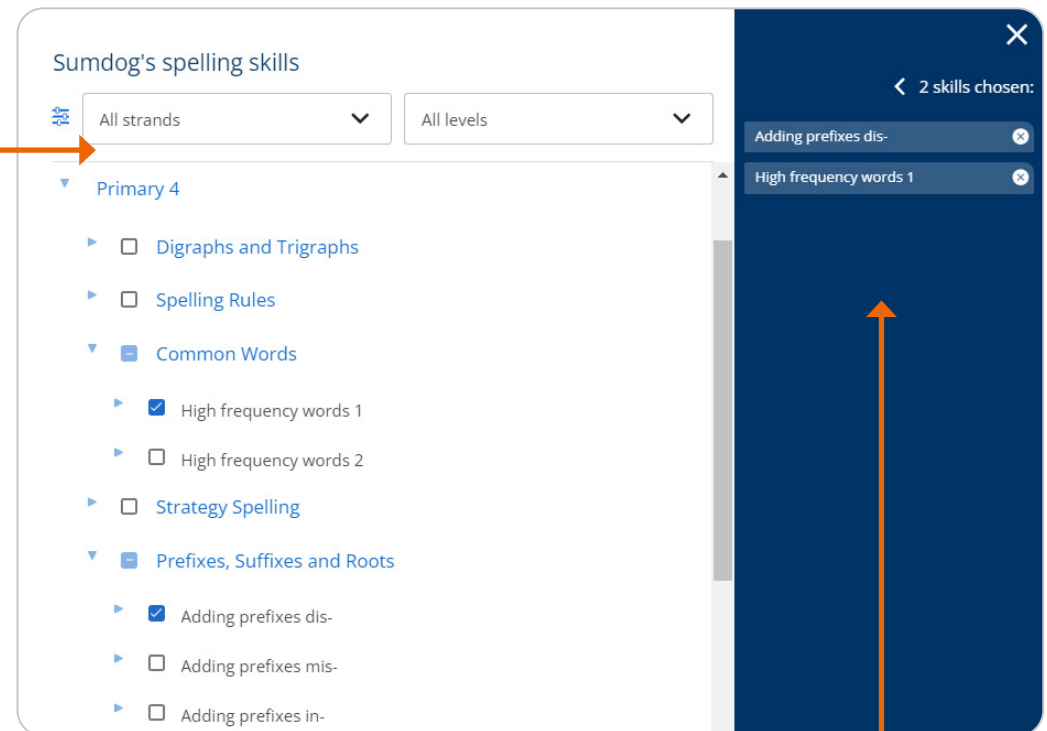 Sumdog's spelling skills
All strands
All levels
Primary 4
Digraphs and Trigraphs
Spelling Rules
Common Words
High frequency words 1
High frequency words 2
Strategy Spelling
Prefixes, Suffixes and Roots
Adding prefixes dis-
Adding prefixes mis-
Adding prefixes in-
2 skills chosen:
Adding prefixes dis-
High frequency words 1